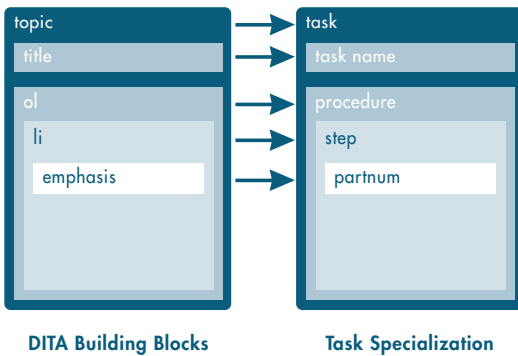 topic
title
ol
li
emphasis
DITA Building Blocks
task
task name
procedure
step
partnum
Task Specialization